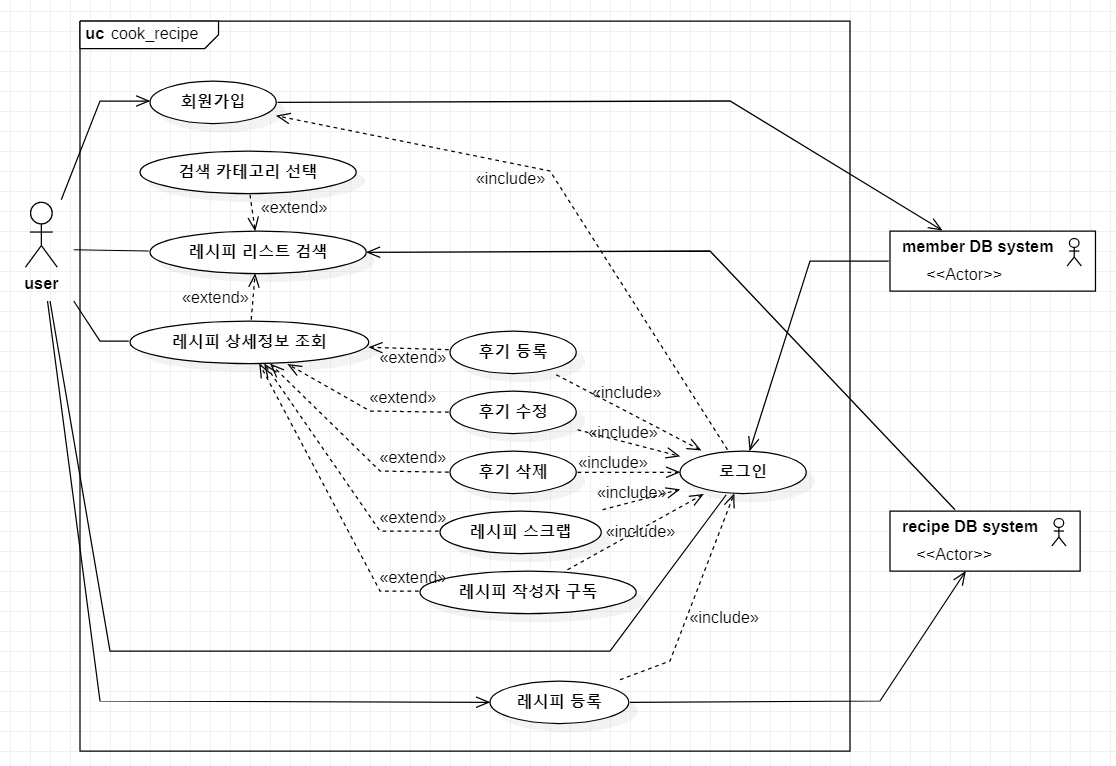 uc cook_recipe
회원가입
검색 카테고리 선택
«include»
«extend»
레시피 리스트 검색
member DB system
<<Actor>>
user
«extend»
레시피 상세정보 조회
후기 등록
«extend»
«include»
«extend»
후기 수정
«include»
«extend»
후기 삭제
«include»
로그인
«include»
«extend»
레시피 스크랩
«include»
recipe DB system
<<Actor>>
«extend»
레시피 작성자 구독
«include»
레시피 등록